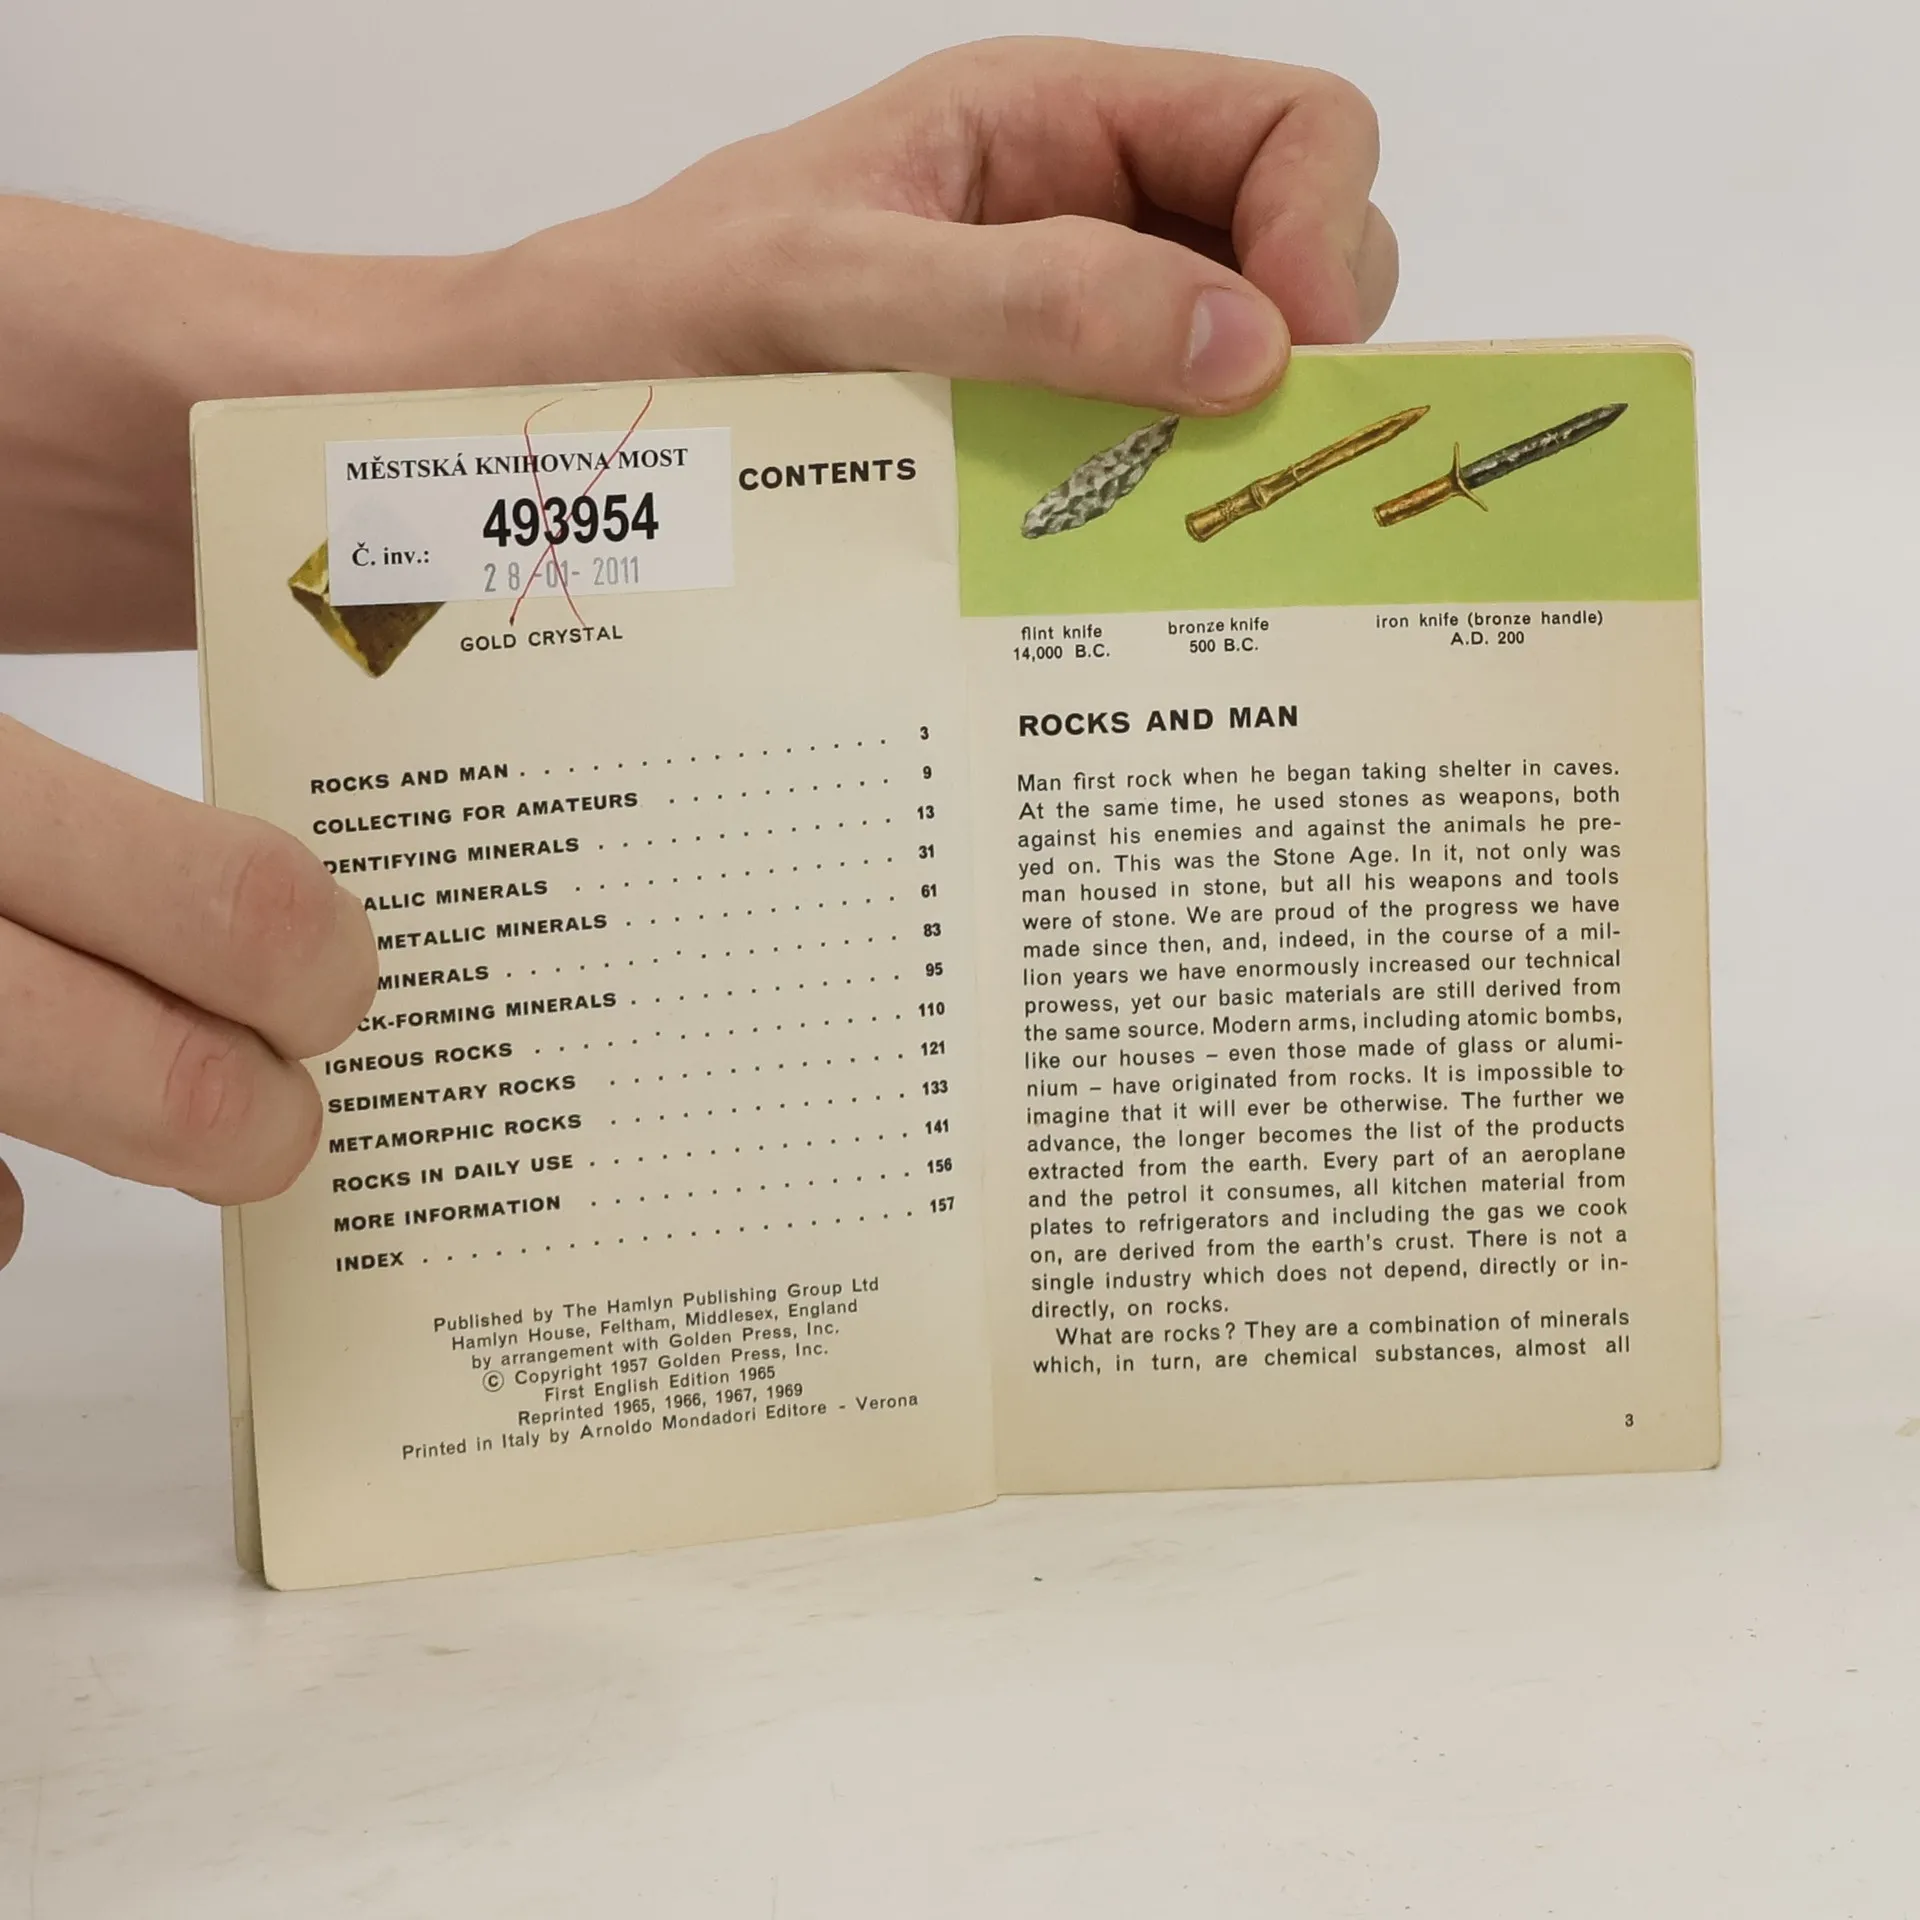 MĚSTSKÁ KNIHOVNA MOST
493954
Č. inv.:
28-01-2011
CONTENTS
GOLD CRYSTAL
ROCKS AND MAN . . . . . . . . . . . . . . . 3
COLLECTING FOR AMATEURS . . . . . . . . . . 9
DENTIFYING MINERALS . . . . . . . . . . . . 13
ALLIC MINERALS . . . . . . . . . . . . . 31
METALLIC MINERALS . . . . . . . . . . . . 61
MINERALS . . . . . . . . . . . . . . . . 83
CK-FORMING MINERALS . . . . . . . . . . . . 95
IGNEOUS ROCKS . . . . . . . . . . . . . . . 110
SEDIMENTARY ROCKS . . . . . . . . . . . . . 121
METAMORPHIC ROCKS . . . . . . . . . . . . . 133
ROCKS IN DAILY USE . . . . . . . . . . . . . 141
MORE INFORMATION . . . . . . . . . . . . . 156
INDEX . . . . . . . . . . . . . . . . . . . . 157
Published by The Hamlyn Publishing Group Ltd
Hamlyn House, Feltham, Middlesex, England
by arrangement with Golden Press, Inc.
© Copyright 1957 Golden Press, Inc.
First English Edition 1965
Reprinted 1965, 1966, 1967, 1969
Printed in Italy by Arnoldo Mondadori Editore - Verona
flint knife
14,000 B.C.
bronze knife
500 B.C.
iron knife (bronze handle)
A.D. 200
ROCKS AND MAN
Man first rock when he began taking shelter in caves.
At the same time, he used stones as weapons, both
against his enemies and against the animals he pre-
yed on. This was the Stone Age. In it, not only was
man housed in stone, but all his weapons and tools
were of stone. We are proud of the progress we have
made since then, and, indeed, in the course of a mil-
lion years we have enormously increased our technical
prowess, yet our basic materials are still derived from
the same source. Modern arms, including atomic bombs,
like our houses – even those made of glass or alumi-
nium – have originated from rocks. It is impossible to
imagine that it will ever be otherwise. The further we
advance, the longer becomes the list of the products
extracted from the earth. Every part of an aeroplane
and the petrol it consumes, all kitchen material from
plates to refrigerators and including the gas we cook
on, are derived from the earth's crust. There is not a
single industry which does not depend, directly or in-
directly, on rocks.
What are rocks? They are a combination of minerals
which, in turn, are chemical substances, almost all
3